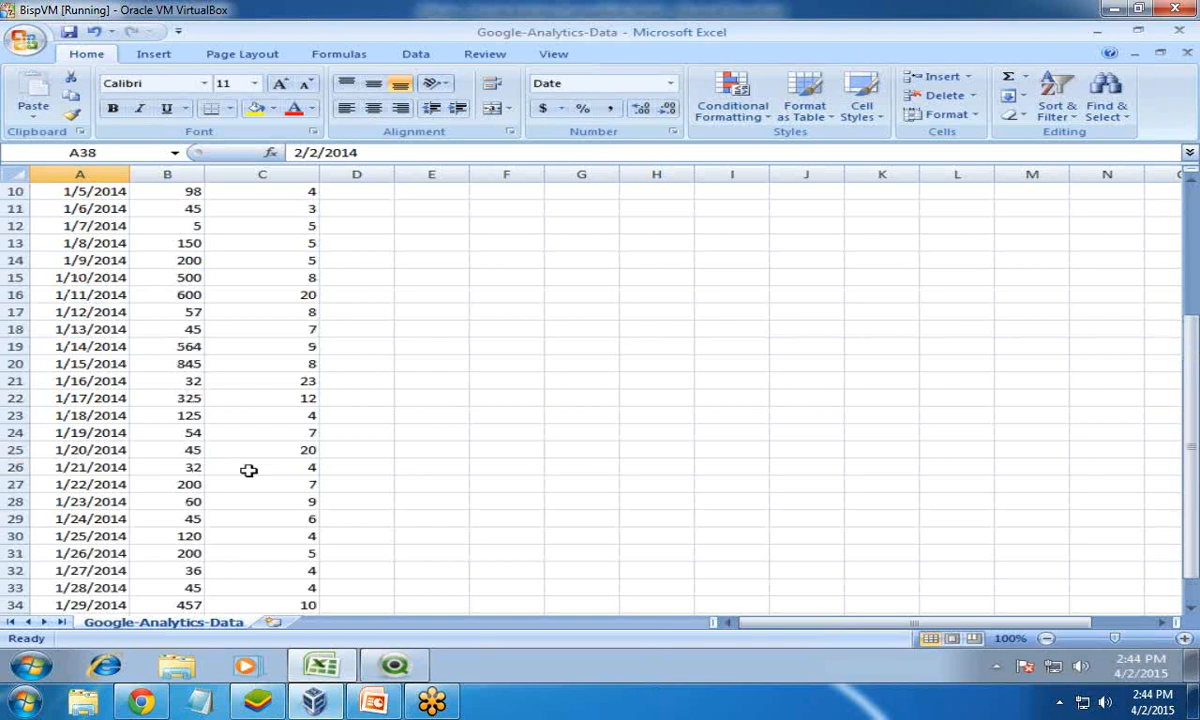 BispVM [Running] - Oracle VM VirtualBox
Google-Analytics-Data - Microsoft Excel
Home Insert Page Layout Formulas Data Review View
Paste
Calibri 11
B I U
Date
$ % ,
Conditional Formatting
Format as Table
Cell Styles
Insert
Delete
Format
Σ
Sort & Filter
Find & Select
Clipboard Font Alignment Number Styles Cells Editing
A38 fx 2/2/2014
A B C D E F G H I J K L M N
10 1/5/2014 98 4
11 1/6/2014 45 3
12 1/7/2014 5 5
13 1/8/2014 150 5
14 1/9/2014 200 5
15 1/10/2014 500 8
16 1/11/2014 600 20
17 1/12/2014 57 8
18 1/13/2014 45 7
19 1/14/2014 564 9
20 1/15/2014 845 8
21 1/16/2014 32 23
22 1/17/2014 325 12
23 1/18/2014 125 4
24 1/19/2014 54 7
25 1/20/2014 45 20
26 1/21/2014 32 4
27 1/22/2014 200 7
28 1/23/2014 60 9
29 1/24/2014 45 6
30 1/25/2014 120 4
31 1/26/2014 200 5
32 1/27/2014 36 4
33 1/28/2014 45 4
34 1/29/2014 457 10
Google-Analytics-Data
Ready 100%
2:44 PM
4/2/2015
2:44 PM
4/2/2015